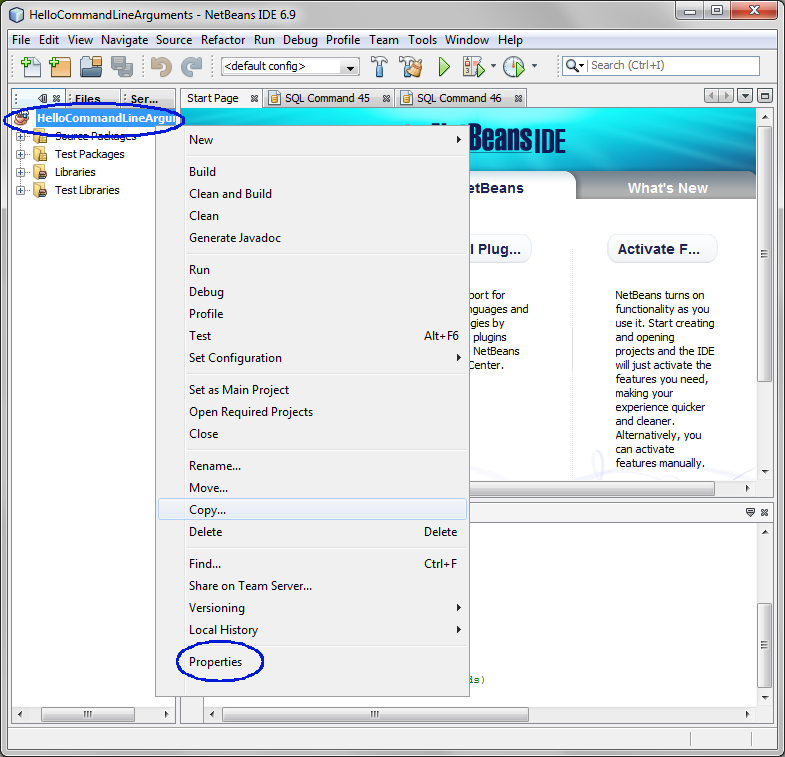 HelloCommandLineArguments - NetBeans IDE 6.9
File Edit View Navigate Source Refactor Run Debug Profile Team Tools Window Help
<default config>
Search (Ctrl+I)
Files Ser...
Start Page SQL Command 45 SQL Command 46
HelloCommandLineArgu
Source Packages
Test Packages
Libraries
Test Libraries
New
Build
Clean and Build
Clean
Generate Javadoc
Run
Debug
Profile
Test Alt+F6
Set Configuration
Set as Main Project
Open Required Projects
Close
Rename...
Move...
Copy...
Delete Delete
Find... Ctrl+F
Share on Team Server...
Versioning
Local History
Properties
NetBeans IDE
etBeans What's New
l Plug...
port for
nguages and
gies by
plugins
NetBeans
Center.
Activate F...
NetBeans turns on
functionality as you
use it. Start creating
and opening
projects and the IDE
will just activate the
features you need,
making your
experience quicker
and cleaner.
Alternatively, you
can activate
features manually.
ds)